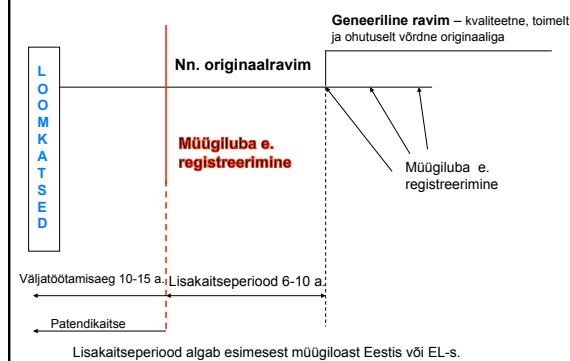 Geneeriline ravim – kvaliteetne, toimelt
ja ohutuselt võrdne originaaliga
Nn. originaalravim
LOOMKATSED
Müügiluba e.
registreerimine
Müügiluba e.
registreerimine
Väljatöötamisaeg 10-15 a.
Lisakaitseperiood 6-10 a.
Patendikaitse
Lisakaitseperiood algab esimesest müügiloast Eestis või EL-s.